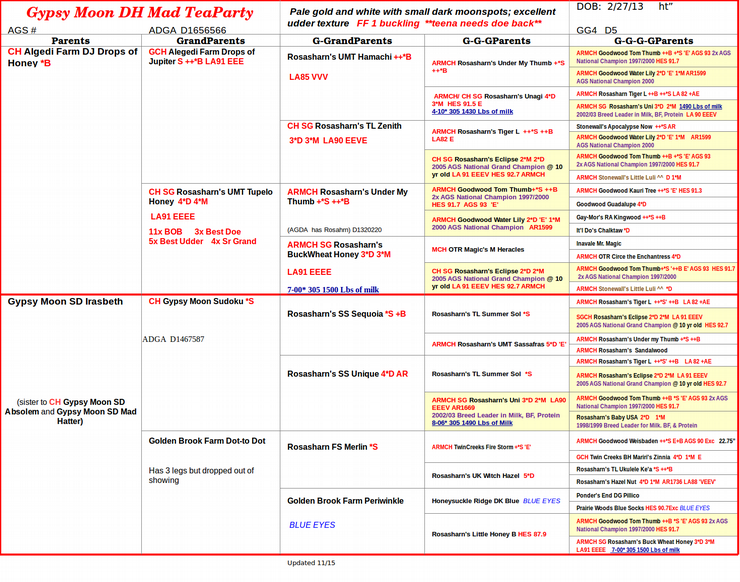 Gypsy Moon DH Mad TeaParty
AGS #
ADGA D1656566
Pale gold and white with small dark moonspots; excellent
udder texture FF 1 buckling **teena needs doe back**
DOB: 2/27/13 ht"
GG4 D5
Parents
GrandParents
G-GrandParents
G-G-GParents
G-G-G-GParents
CH Algedi Farm DJ Drops of
Honey *B
GCH Algedi Farm Drops of
Jupiter S ++*B LA91 EEE
Rosasharn's UMT Hamachi ++*B
LA85 VVV
ARMCH Rosasharn's Under My Thumb +*S
++*B
ARMCH Goodwood Tom Thumb ++B +*S 'E' AGS 93 2x AGS
National Champion 1997/2000 HES 91.7
ARMCH Goodwood Water Lily 2*D 'E' 1*M AR1599
AGS National Champion 2000
ARMCH/ CH SG Rosasharn's Unagi 4*D
3*M HES 91.5 E
4-10* 305 1430 Lbs of milk
ARMCH Rosasharn Tiger L ++B ++*S LA 82 +AE
ARMCH SG Rosasharn's Uni 3*D 2*M 1490 Lbs of milk
2002/03 Breed Leader in Milk, BF, Protein LA 90 EEEV
CH SG Rosasharn's TL Zenith
3*D 3*M LA90 EEVE
ARMCH Rosasharn's Tiger L ++*S ++B
LA82 E
Stonewall's Apocalypse Now ++*S AR
ARMCH Goodwood Water Lily 2*D 'E' 1*M AR1599
AGS National Champion 2000
CH SG Rosasharn's Eclipse 2*M 2*D
2005 AGS National Grand Champion @ 10
yr old LA 91 EEEV HES 92.7 ARMCH
ARMCH Goodwood Tom Thumb ++B +*S 'E' AGS 93
2x AGS National Champion 1997/2000 HES 91.7
ARMCH Stonewall's Little Luli ^^ D 1*M
CH SG Rosasharn's UMT Tupelo
Honey 4*D 4*M
LA91 EEEE
11x BOB 3x Best Doe
5x Best Udder 4x Sr Grand
ARMCH Rosasharn's Under My
Thumb +*S ++*B
(AGDA has Rosahrn) D1320220
ARMCH Goodwood Tom Thumb+*S ++B
2x AGS National Champion 1997/2000
HES 91.7 AGS 93 'E'
ARMCH Goodwood Kauri Tree ++*S 'E' HES 91.3
Goodwood Guadalupe 4*D
ARMCH Goodwood Water Lily 2*D 'E' 1*M
2000 AGS National Champion AR1599
Gay-Mor's RA Kingwood ++*S ++B
It'l Do's Chalktaw *D
ARMCH SG Rosasharn's
BuckWheat Honey 3*D 3*M
LA91 EEEE
7-00* 305 1500 Lbs of milk
MCH OTR Magic's M Heracles
Inavale Mr. Magic
ARMCH OTR Circe the Enchantress 4*D
CH SG Rosasharn's Eclipse 2*D 2*M
2005 AGS National Grand Champion @ 10
yr old LA 91 EEEV HES 92.7 ARMCH
ARMCH Goodwood Tom Thumb+*S '++B E' AGS 93 HES 91.7
2x AGS National Champion 1997/2000
ARMCH Stonewall's Little Luli ^^ *D
Gypsy Moon SD Irasbeth
(sister to CH Gypsy Moon SD
Absolem and Gypsy Moon SD Mad
Hatter)
CH Gypsy Moon Sudoku *S
ADGA D1467587
Rosasharn's SS Sequoia *S +B
Rosasharn's TL Summer Sol *S
ARMCH Rosasharn's Tiger L ++*S' ++B LA 82 +AE
SGCH Rosasharn's Eclipse 2*D 2*M LA 91 EEEV
2005 AGS National Grand Champion @ 10 yr old HES 92.7
ARMCH Rosasharn's UMT Sassafras 5*D 'E'
ARMCH Rosasharn's Under my Thumb +*S ++B
ARMCH Rosasharn's Sandalwood
Rosasharn's SS Unique 4*D AR
Rosasharn's TL Summer Sol *S
ARMCH Rosasharn's Tiger L ++*S ++B LA 82 +AE
ARMCH Rosasharn's Eclipse 2*D 2*M LA 91 EEEV
2005 AGS National Grand Champion @ 10 yr old HES 92.7
ARMCH SG Rosasharn's Uni 3*D 2*M LA90
EEEV AR1669
2002/03 Breed Leader in Milk, BF, Protein
8-06* 305 1490 Lbs of Milk
ARMCH Goodwood Tom Thumb ++B *S 'E' AGS 93 2x AGS
National Champion 1997/2000 HES 91.7
Rosasharn's Baby USA 2*D 1*M
1998/1999 Breed Leader for Milk, BF, & Protein
Golden Brook Farm Dot-to Dot
Has 3 legs but dropped out of
showing
Rosasharn FS Merlin *S
ARMCH TwinCreeks Fire Storm +*S 'E'
ARMCH Goodwood Weisbaden ++*S E+B AGS 90 Exc 22.75"
GCH Twin Creeks BH Mariri's Zinnia 4*D 1*M E
Rosasharn's UK Witch Hazel 5*D
Rosasharn's TL Ukulele Ke'a *S ++*B
Rosasharn's Hazel Nut 4*D 1*M AR1736 LA88 'VEEV'
Golden Brook Farm Periwinkle
BLUE EYES
Honeysuckle Ridge DK Blue BLUE EYES
Ponder's End DG Pillico
Prairie Woods Blue Socks HES 90.7Exc BLUE EYES
Rosasharn's Little Honey B HES 87.9
ARMCH Goodwood Tom Thumb ++B *S 'E' AGS 93 2x AGS
National Champion 1997/2000 HES 91.7
ARMCH SG Rosasharn's Buck Wheat Honey 3*D 3*M
LA91 EEEE 7-00* 305 1500 Lbs of milk
Updated 11/15